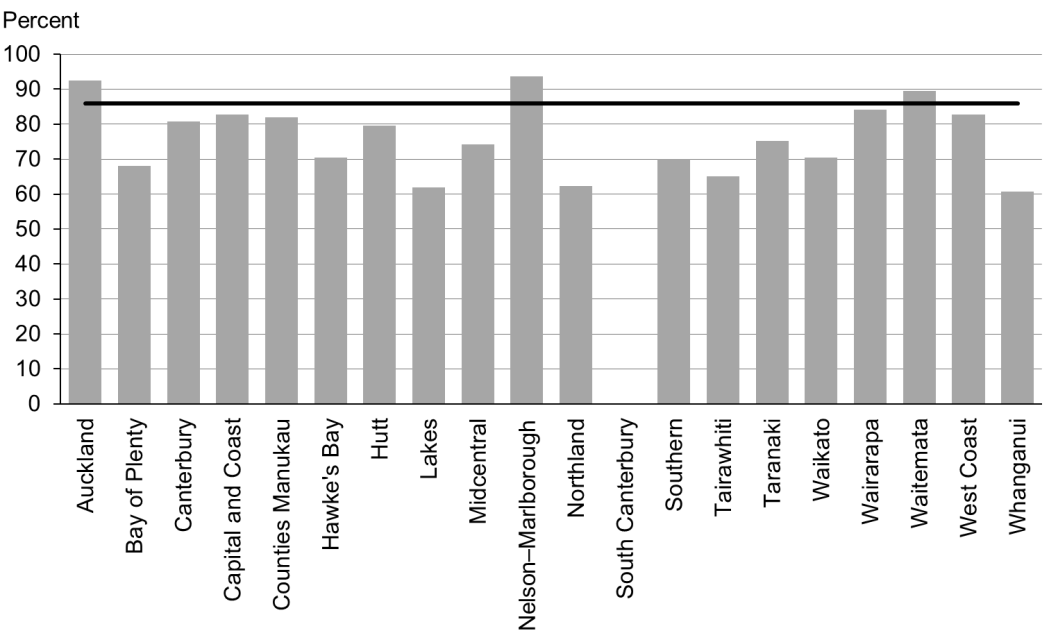 Percent
100
90
80
70
60
50
40
30
20
10
0
Auckland
Bay of Plenty
Canterbury
Capital and Coast
Counties Manukau
Hawke's Bay
Hutt
Lakes
Midcentral
Nelson–Marlborough
Northland
South Canterbury
Southern
Tairawhiti
Taranaki
Waikato
Wairarapa
Waitemata
West Coast
Whanganui